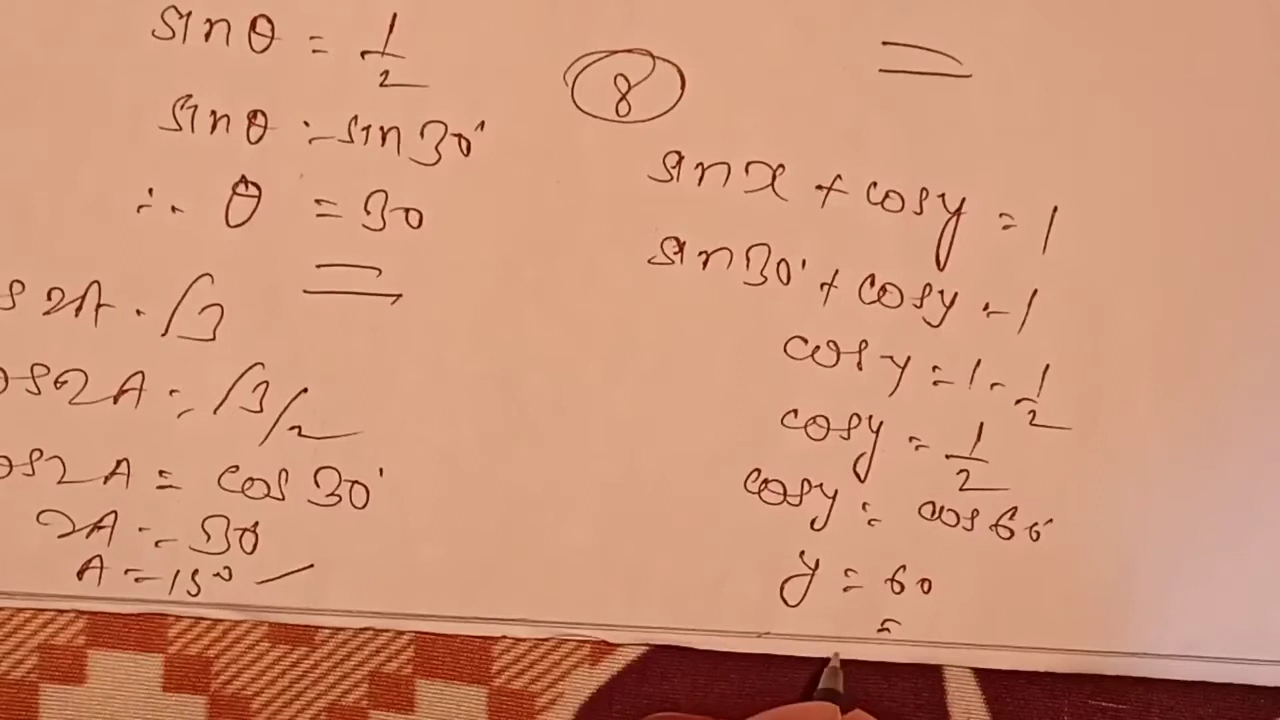 sinθ = 1/2
sinθ = sin30°
∴ θ = 30
s2A = √3
os2A = √3/2
os2A = cos30°
2A = 30
A = 15°
8
sinx + cosy = 1
sin30° + cosy = 1
cosy = 1 - 1/2
cosy = 1/2
cosy = cos60°
y = 60